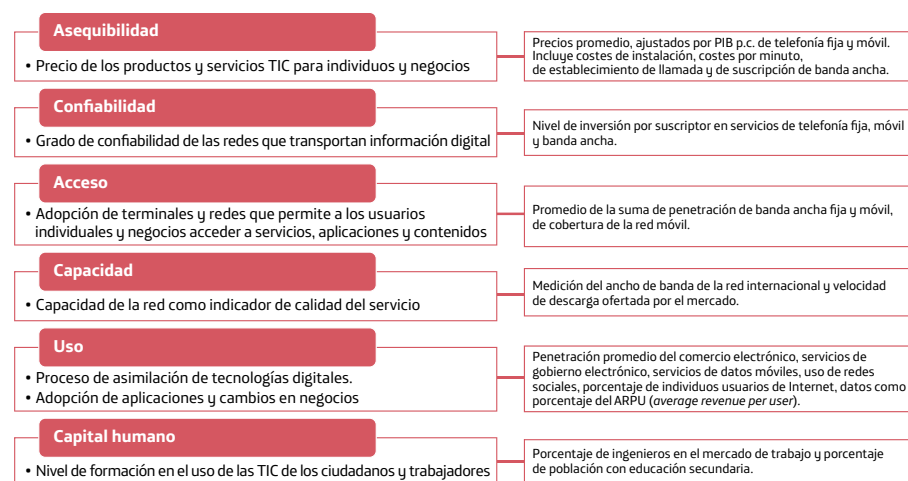 Asequibilidad
• Precio de los productos y servicios TIC para individuos y negocios
Precios promedio, ajustados por PIB p.c. de telefonía fija y móvil.
Incluye costes de instalación, costes por minuto,
de establecimiento de llamada y de suscripción de banda ancha.
Confiabilidad
• Grado de confiabilidad de las redes que transportan información digital
Nivel de inversión por suscriptor en servicios de telefonía fija, móvil
y banda ancha.
Acceso
• Adopción de terminales y redes que permite a los usuarios
individuales y negocios acceder a servicios, aplicaciones y contenidos
Promedio de la suma de penetración de banda ancha fija y móvil,
de cobertura de la red móvil.
Capacidad
• Capacidad de la red como indicador de calidad del servicio
Medición del ancho de banda de la red internacional y velocidad
de descarga ofertada por el mercado.
Uso
• Proceso de asimilación de tecnologías digitales.
• Adopción de aplicaciones y cambios en negocios
Penetración promedio del comercio electrónico, servicios de
gobierno electrónico, servicios de datos móviles, uso de redes
sociales, porcentaje de individuos usuarios de Internet, datos como
porcentaje del ARPU (average revenue per user).
Capital humano
• Nivel de formación en el uso de las TIC de los ciudadanos y trabajadores
Porcentaje de ingenieros en el mercado de trabajo y porcentaje
de población con educación secundaria.